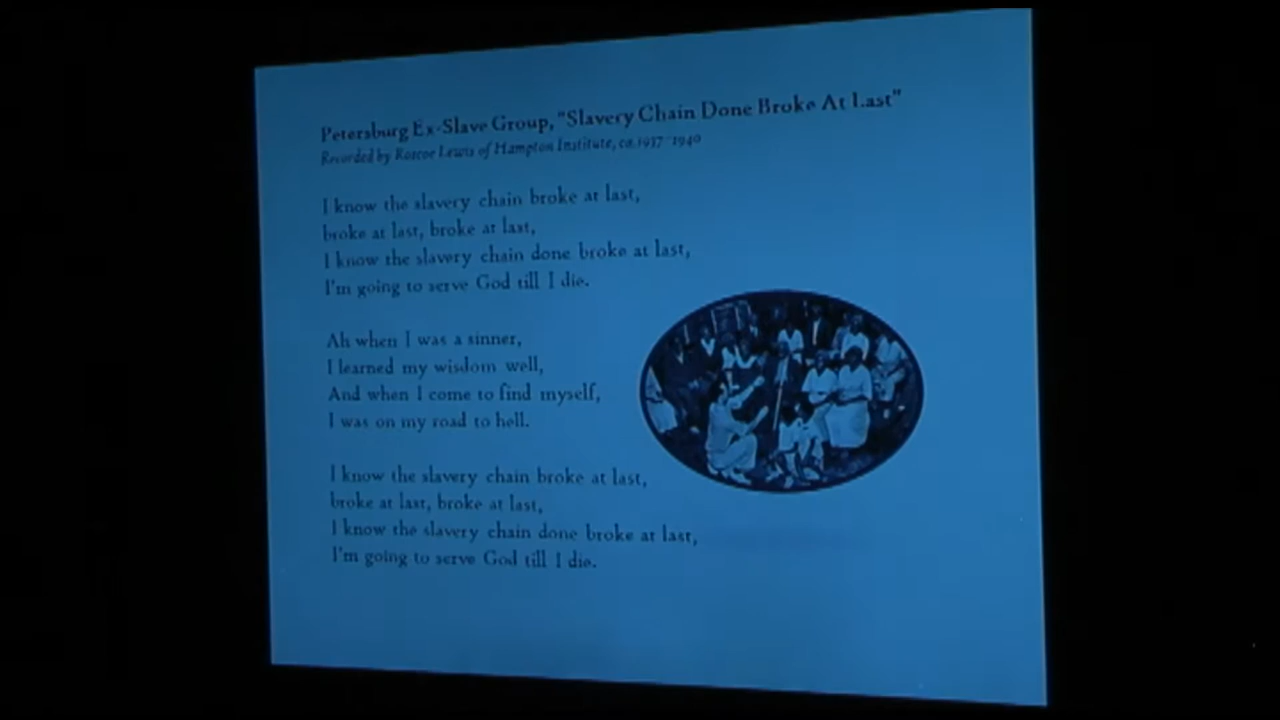 Petersburg Ex-Slave Group, "Slavery Chain Done Broke At Last"
Recorded by Roscoe Lewis of Hampton Institute, ca. 1937-1940
I know the slavery chain broke at last,
broke at last, broke at last,
I know the slavery chain done broke at last,
I'm going to serve God till I die.
Ah when I was a sinner,
I learned my wisdom well,
And when I come to find myself,
I was on my road to hell.
I know the slavery chain broke at last,
broke at last, broke at last,
I know the slavery chain done broke at last,
I'm going to serve God till I die.